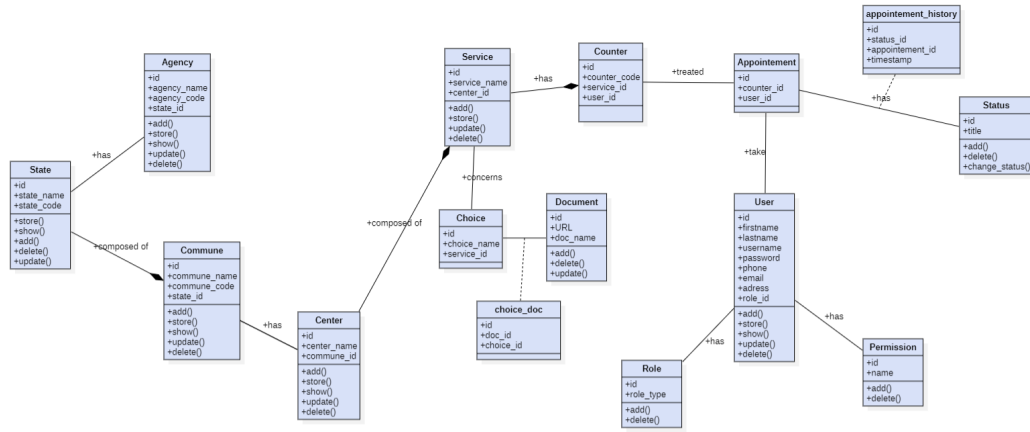 appointement_history
+id
+status_id
+appointement_id
+timestamp
Agency
+id
+agency_name
+agency_code
+state_id
+add()
+store()
+show()
+update()
+delete()
Service
+id
+service_name
+center_id
+add()
+store()
+update()
+delete()
+has
Counter
+id
+counter_code
+service_id
+user_id
+treated
Appointement
+id
+counter_id
+user_id
+has
Status
+id
+title
+add()
+delete()
+change_status()
+has
State
+id
+state_name
+state_code
+store()
+show()
+add()
+delete()
+update()
+composed of
Commune
+id
+commune_name
+commune_code
+state_id
+add()
+store()
+show()
+update()
+delete()
+has
Center
+id
+center_name
+commune_id
+add()
+store()
+show()
+update()
+delete()
+composed of
+concerns
Choice
+id
+choice_name
+service_id
Document
+id
+URL
+doc_name
+add()
+delete()
+update()
choice_doc
+id
+doc_id
+choice_id
+take
User
+id
+firstname
+lastname
+username
+password
+phone
+email
+adress
+role_id
+add()
+store()
+show()
+update()
+delete()
+has
Role
+id
+role_type
+add()
+delete()
+has
Permission
+id
+name
+add()
+delete()